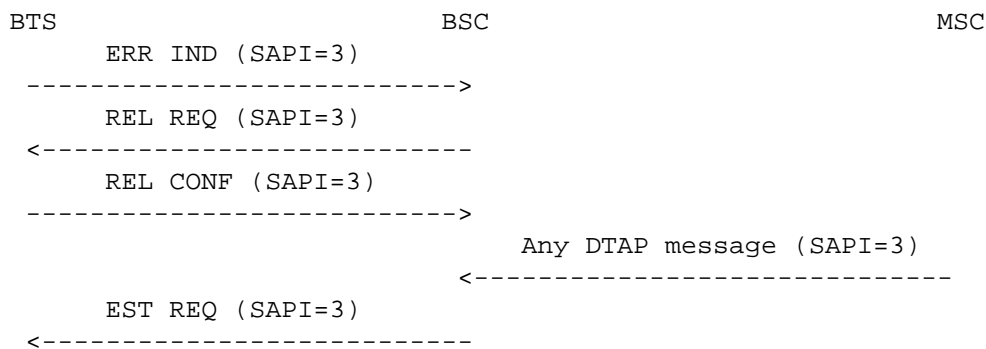 BTS BSC MSC
ERR IND (SAPI=3)
--------------------------->
REL REQ (SAPI=3)
<---------------------------
REL CONF (SAPI=3)
--------------------------->
Any DTAP message (SAPI=3)
<------------------------------
EST REQ (SAPI=3)
<---------------------------